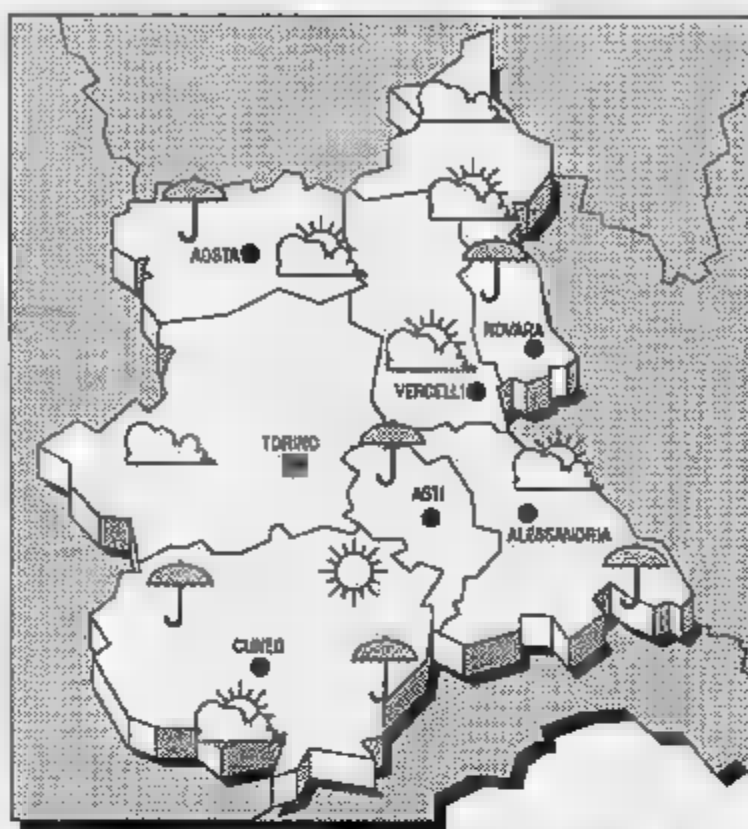 AOSTA
NOVARA
VERCELLI
TORINO
ASTI
ALESSANDRIA
CUNEO